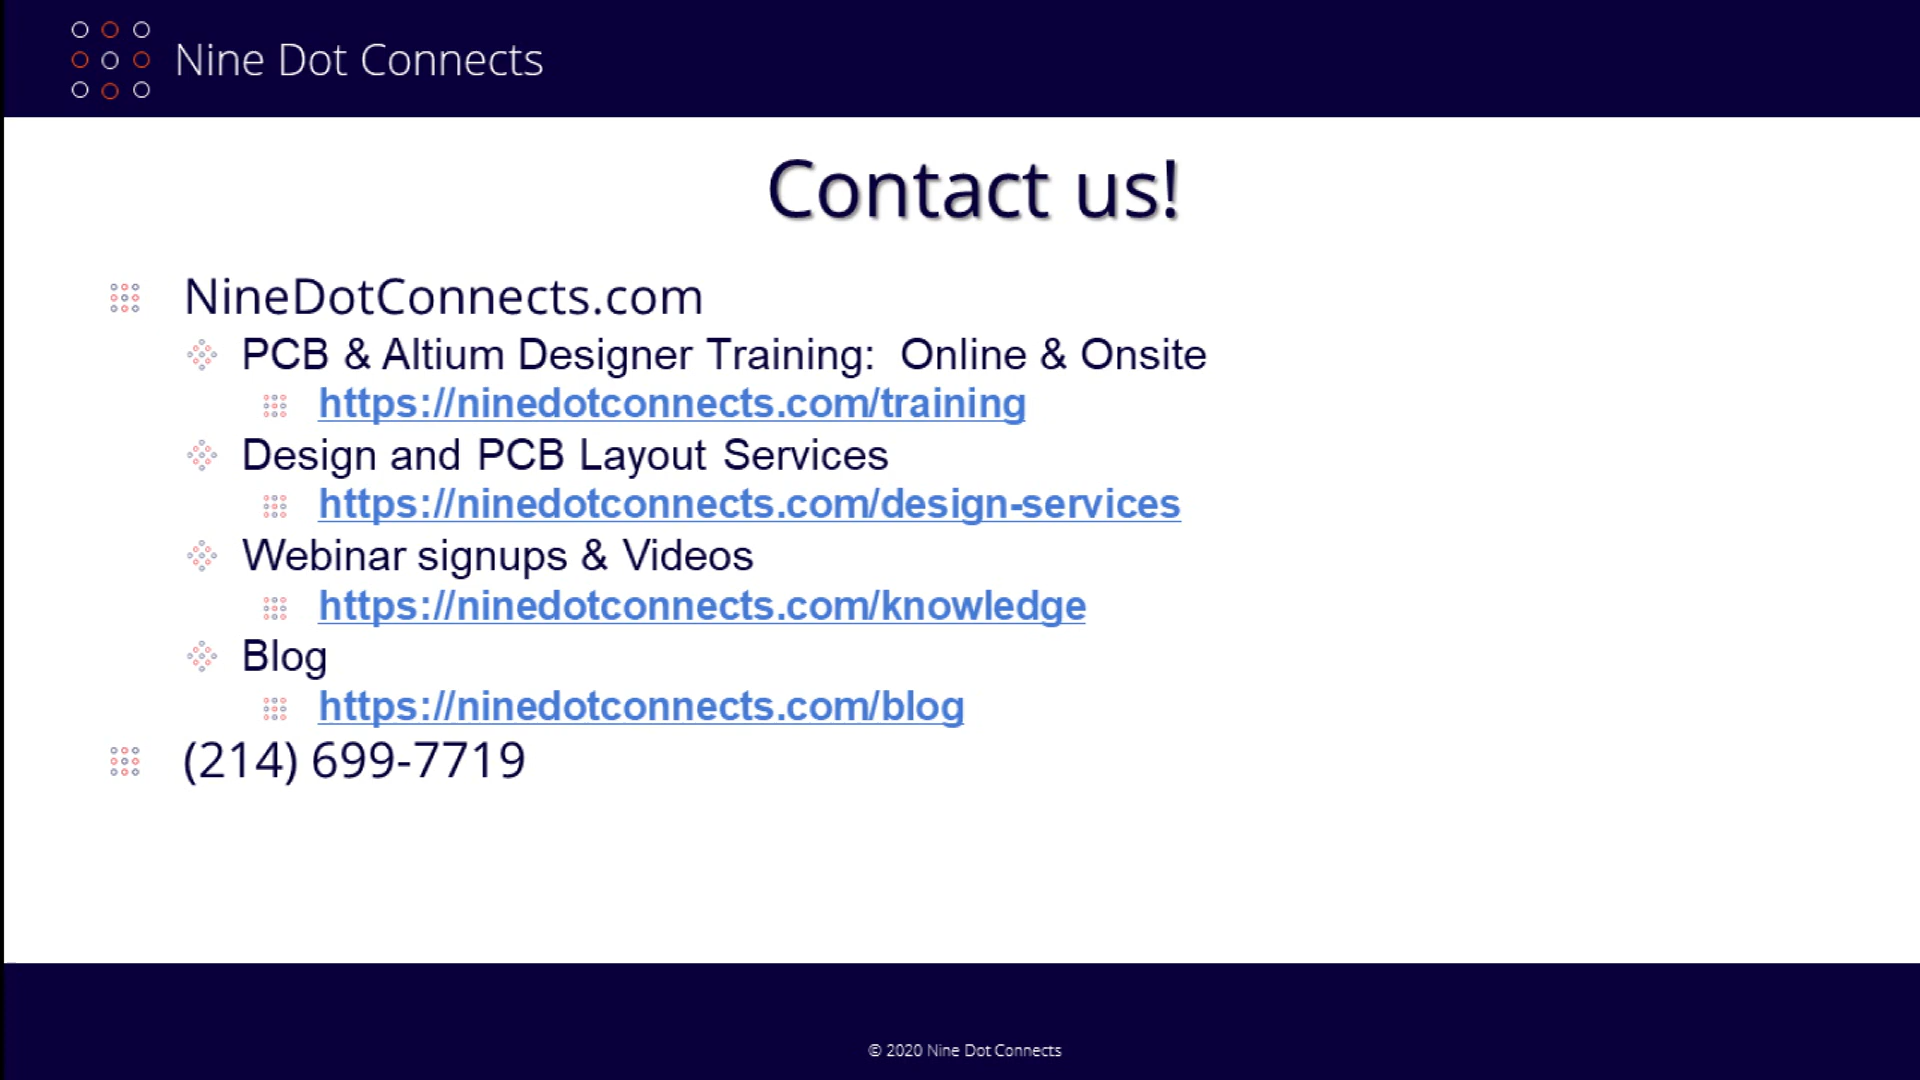 Nine Dot Connects
Contact us!
NineDotConnects.com
PCB & Altium Designer Training:  Online & Onsite
https://ninedotconnects.com/training
Design and PCB Layout Services
https://ninedotconnects.com/design-services
Webinar signups & Videos
https://ninedotconnects.com/knowledge
Blog
https://ninedotconnects.com/blog
(214) 699-7719
© 2020 Nine Dot Connects